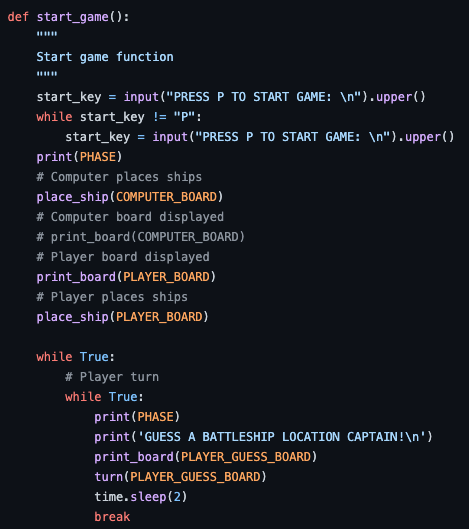 def start_game():
    """
    Start game function
    """
    start_key = input("PRESS P TO START GAME: \n").upper()
    while start_key != "P":
        start_key = input("PRESS P TO START GAME: \n").upper()
    print(PHASE)
    # Computer places ships
    place_ship(COMPUTER_BOARD)
    # Computer board displayed
    # print_board(COMPUTER_BOARD)
    # Player board displayed
    print_board(PLAYER_BOARD)
    # Player places ships
    place_ship(PLAYER_BOARD)

    while True:
        # Player turn
        while True:
            print(PHASE)
            print('GUESS A BATTLESHIP LOCATION CAPTAIN!\n')
            print_board(PLAYER_GUESS_BOARD)
            turn(PLAYER_GUESS_BOARD)
            time.sleep(2)
            break